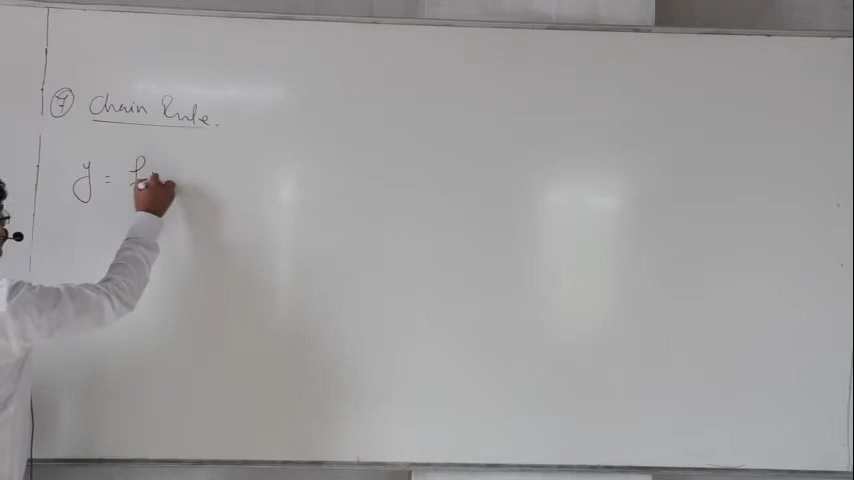 ⑦ Chain Rule.
y = f